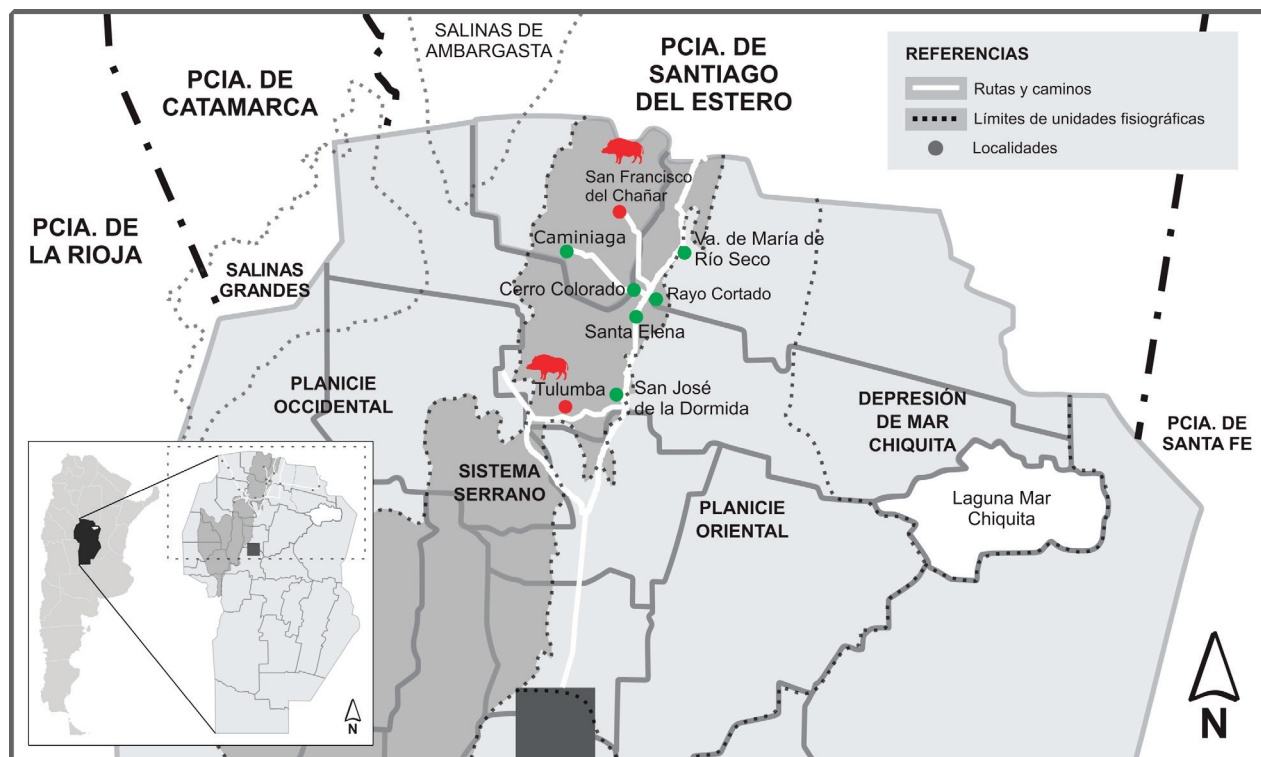 SALINAS DE
AMBARGASTA
PCIA. DE
CATAMARCA
PCIA. DE
SANTIAGO
DEL ESTERO
REFERENCIAS
Rutas y caminos
Límites de unidades fisiográficas
Localidades
San Francisco
del Chañar
PCIA. DE
LA RIOJA
Caminiaga
Va. de María de
Río Seco
SALINAS
GRANDES
Cerro Colorado
Rayo Cortado
Santa Elena
PLANICIE
OCCIDENTAL
Tulumba
San José
de la Dormida
DEPRESIÓN
DE MAR
CHIQUITA
PCIA. DE
SANTA FE
SISTEMA
SERRANO
PLANICIE
ORIENTAL
Laguna Mar
Chiquita
N
N